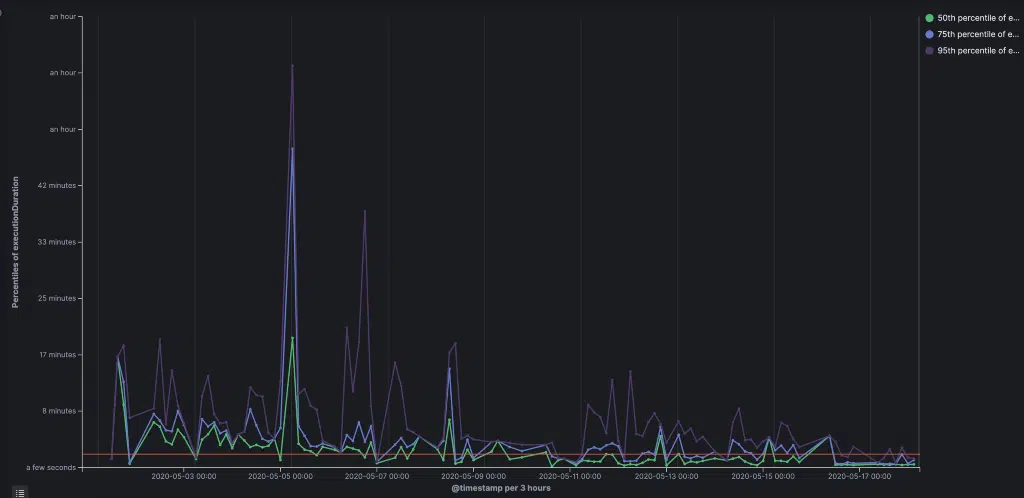 an hour
an hour
an hour
42 minutes
33 minutes
25 minutes
17 minutes
8 minutes
a few seconds
Percentiles of executionDuration
2020-05-03 00:00
2020-05-05 00:00
2020-05-07 00:00
2020-05-09 00:00
2020-05-11 00:00
2020-05-13 00:00
2020-05-15 00:00
2020-05-17 00:00
@timestamp per 3 hours
50th percentile of e...
75th percentile of e...
95th percentile of e...